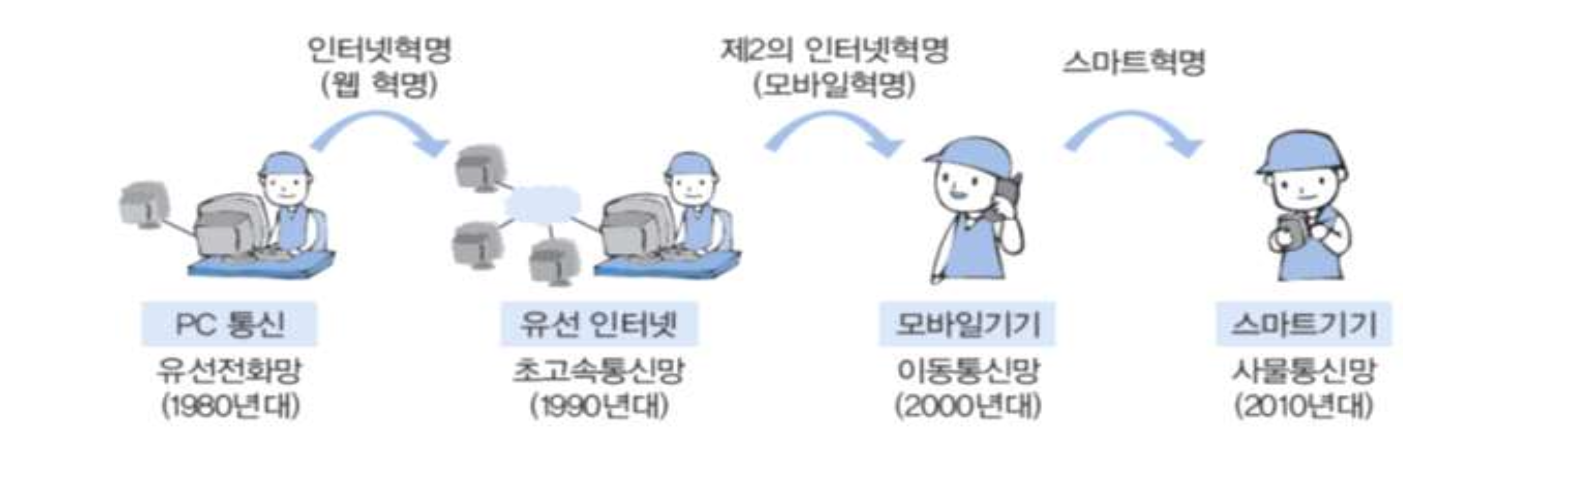 인터넷혁명
(웹 혁명)
제2의 인터넷혁명
(모바일혁명)
스마트혁명
PC 통신
유선전화망
(1980년대)
유선 인터넷
초고속통신망
(1990년대)
모바일기기
이동통신망
(2000년대)
스마트기기
사물통신망
(2010년대)